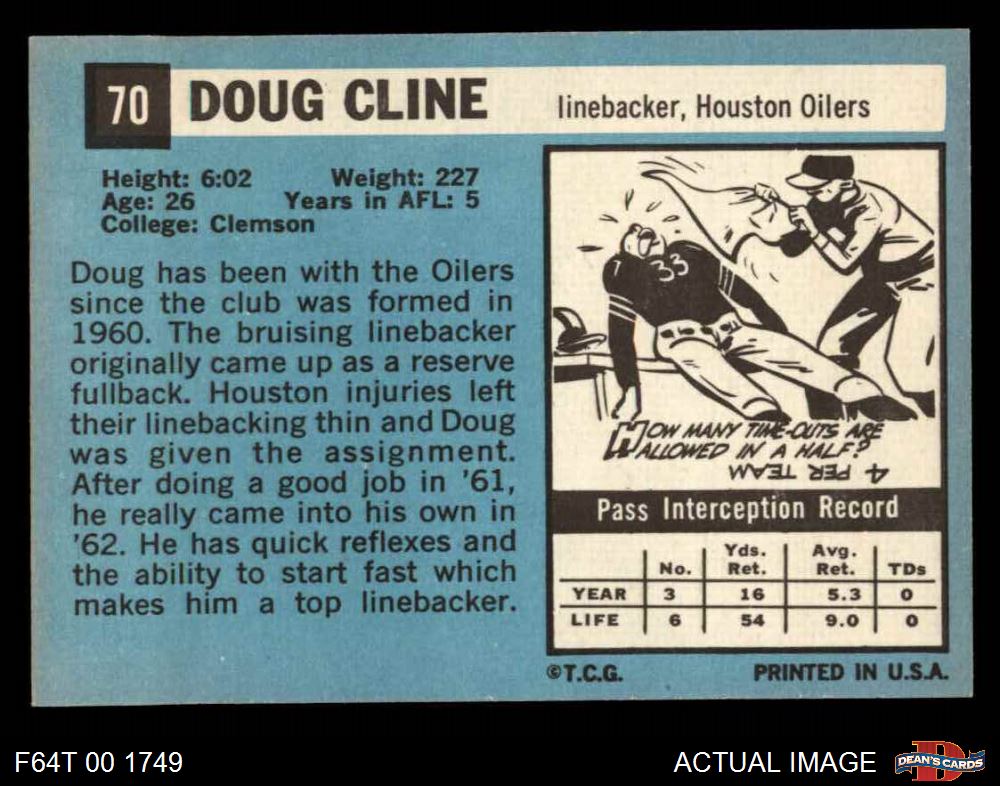 70 DOUG CLINE linebacker, Houston Oilers
Height: 6:02 Weight: 227
Age: 26 Years in AFL: 5
College: Clemson
Doug has been with the Oilers
since the club was formed in
1960. The bruising linebacker
originally came up as a reserve
fullback. Houston injuries left
their linebacking thin and Doug
was given the assignment.
After doing a good job in '61,
he really came into his own in
'62. He has quick reflexes and
the ability to start fast which
makes him a top linebacker.
33
HOW MANY TIME-OUTS ARE
ALLOWED IN A HALF?
4 PER TEAM
Pass Interception Record
No. Yds. Ret. Avg. Ret. TDs
YEAR 3 16 5.3 0
LIFE 6 54 9.0 0
©T.C.G. PRINTED IN U.S.A.
F64T 00 1749 ACTUAL IMAGE DEAN'S CARDS